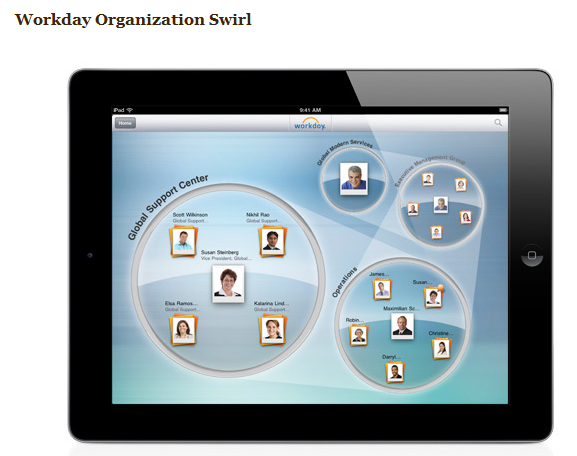 Workday Organization Swirl
iPad
9:41 AM
Home
workday.
Global Modern Services
Executive Management Group
Global Support Center
Scott Wilkinson
Global Support...
Nikhil Rao
Global Support...
Susan Steinberg
Vice President, Global...
Elsa Ramos...
Global Support...
Katarina Lind...
Global Support...
Operations
James...
Susan...
Maximilian Sc...
Robin...
Christine...
Darryl...